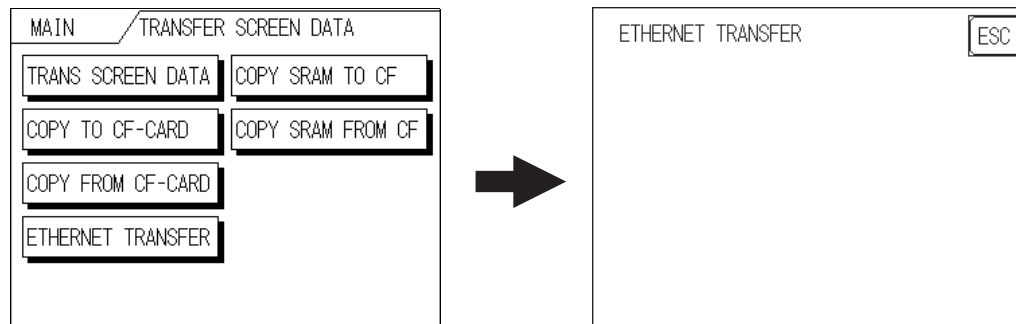 MAIN TRANSFER SCREEN DATA
TRANS SCREEN DATA COPY SRAM TO CF
COPY TO CF-CARD COPY SRAM FROM CF
COPY FROM CF-CARD
ETHERNET TRANSFER
ETHERNET TRANSFER ESC